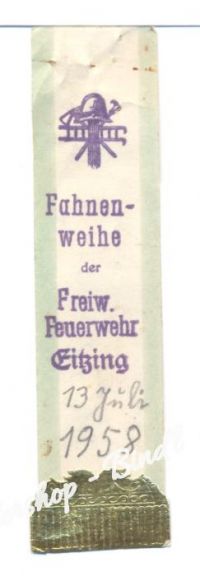 Fahnen-
weihe
der
Freiw.
Feuerwehr
Eitzing
13 Juli
1958